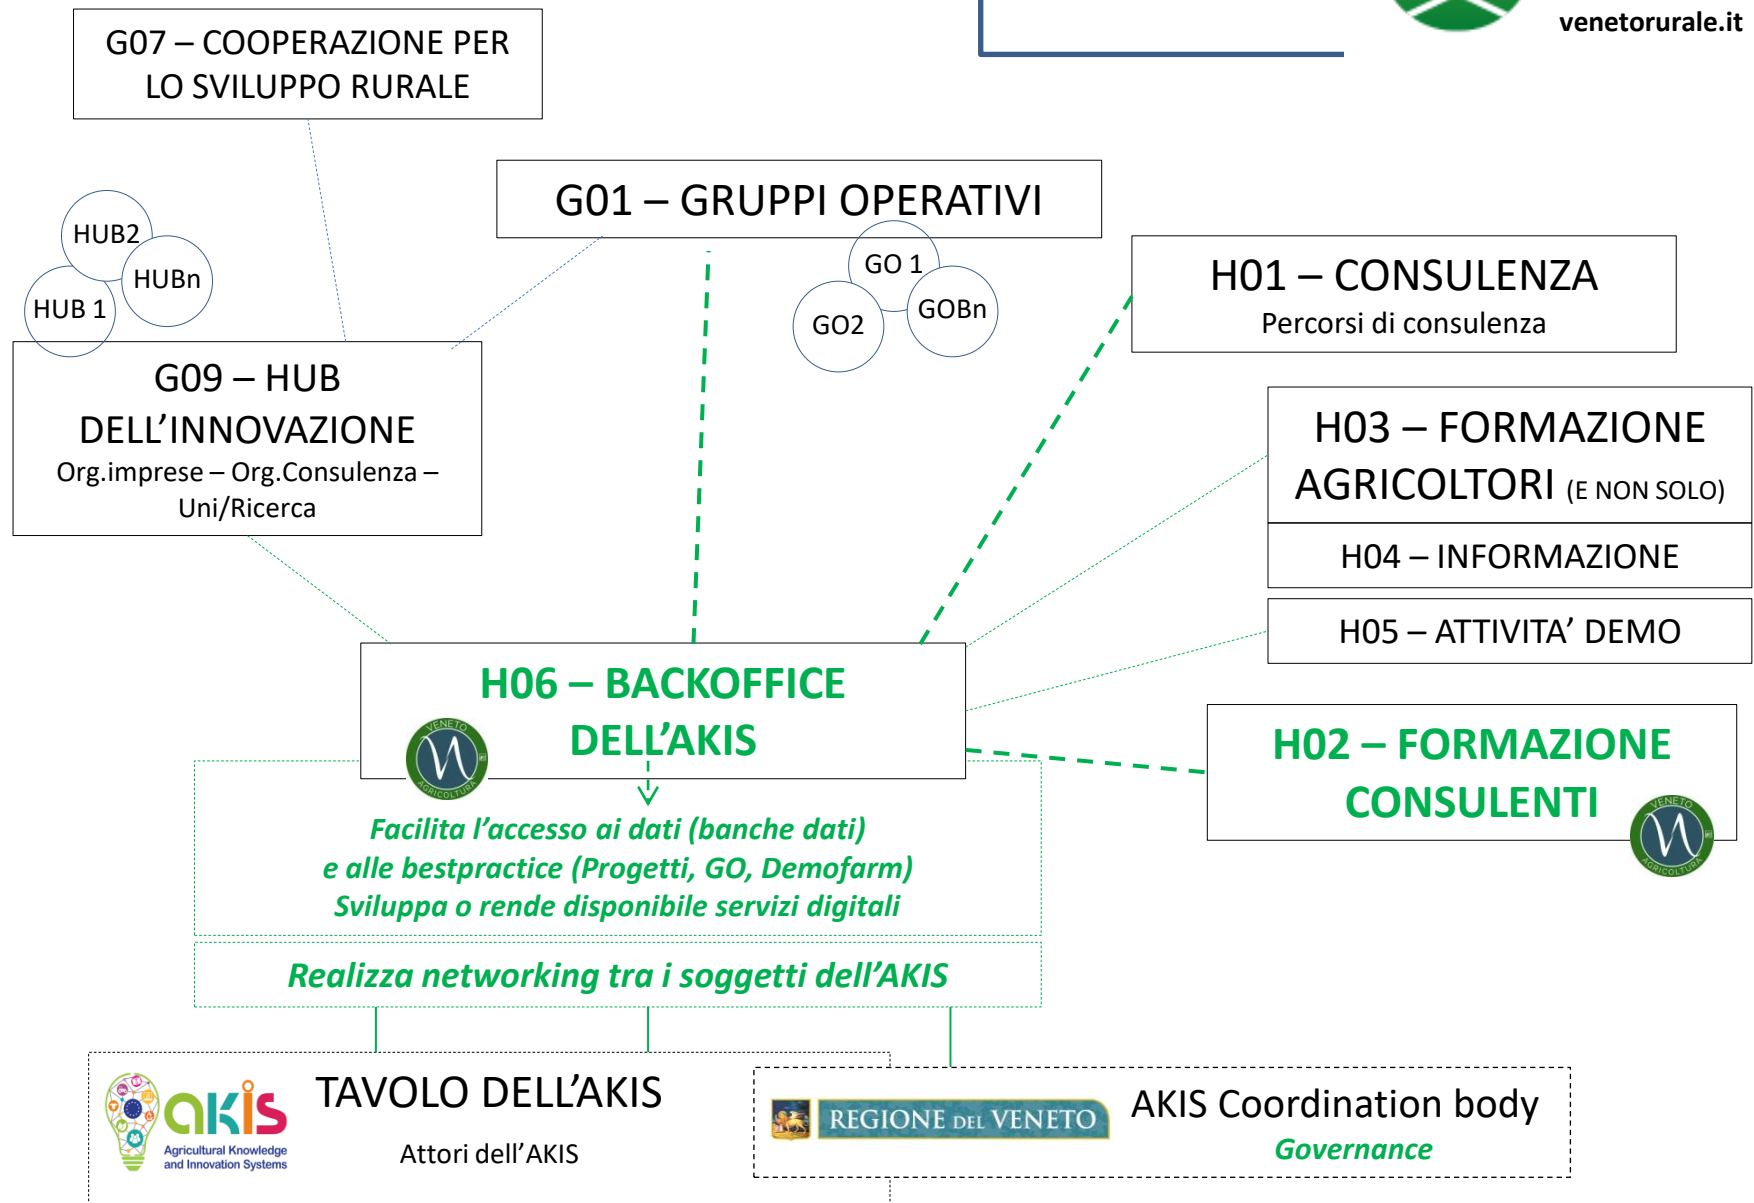 venetorurale.it
G07 – COOPERAZIONE PER
LO SVILUPPO RURALE
G01 – GRUPPI OPERATIVI
HUB2
HUBn
HUB 1
GO 1
GO2
GOBn
H01 – CONSULENZA
Percorsi di consulenza
G09 – HUB
DELL’INNOVAZIONE
Org.imprese – Org.Consulenza –
Uni/Ricerca
H03 – FORMAZIONE
AGRICOLTORI (E NON SOLO)
H04 – INFORMAZIONE
H05 – ATTIVITA’ DEMO
H06 – BACKOFFICE
DELL’AKIS
VENETO
AGRICOLTURA
H02 – FORMAZIONE
CONSULENTI
VENETO
AGRICOLTURA
Facilita l’accesso ai dati (banche dati)
e alle bestpractice (Progetti, GO, Demofarm)
Sviluppa o rende disponibile servizi digitali
Realizza networking tra i soggetti dell’AKIS
akis
Agricultural Knowledge
and Innovation Systems
TAVOLO DELL’AKIS
Attori dell’AKIS
REGIONE DEL VENETO
AKIS Coordination body
Governance